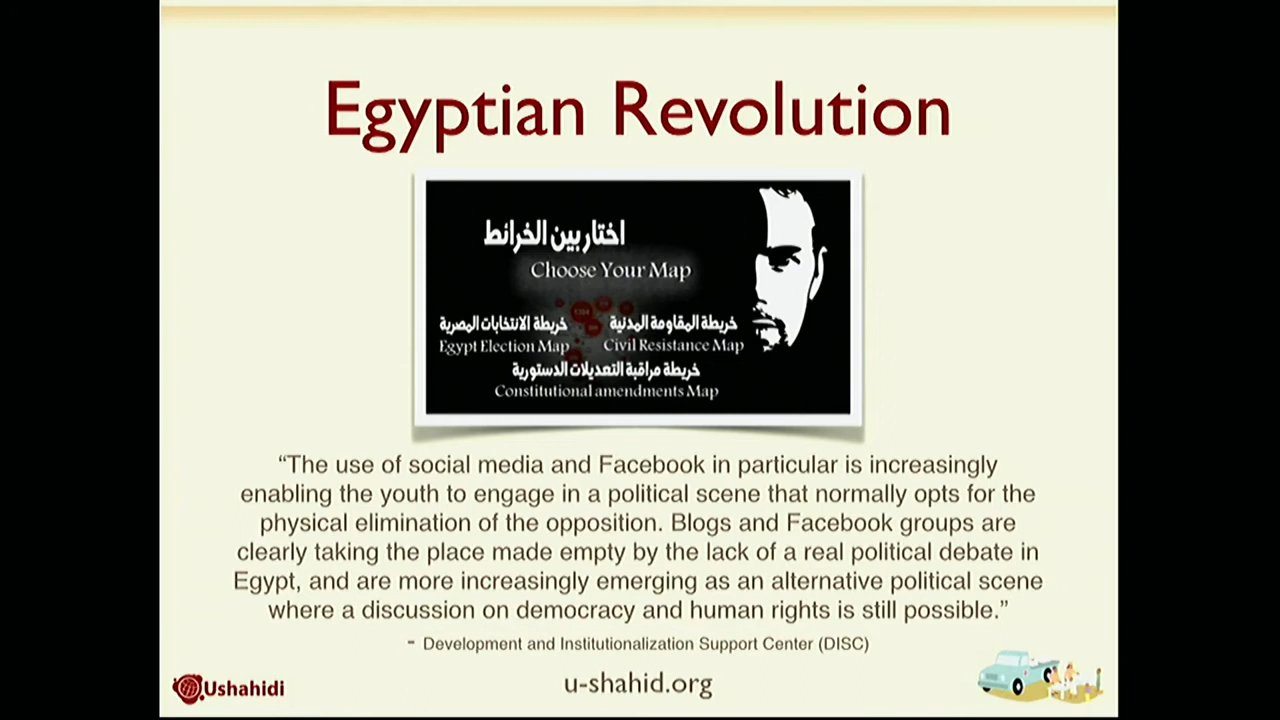 Egyptian Revolution
اختار بين الخرائط
Choose Your Map
خريطة الانتخابات المصرية
خريطة المقاومة المدنية
Egypt Election Map
Civil Resistance Map
خريطة مراقبة التعديلات الدستورية
Constitutional amendments Map
“The use of social media and Facebook in particular is increasingly
enabling the youth to engage in a political scene that normally opts for the
physical elimination of the opposition. Blogs and Facebook groups are
clearly taking the place made empty by the lack of a real political debate in
Egypt, and are more increasingly emerging as an alternative political scene
where a discussion on democracy and human rights is still possible.”
- Development and Institutionalization Support Center (DISC)
Ushahidi
u-shahid.org